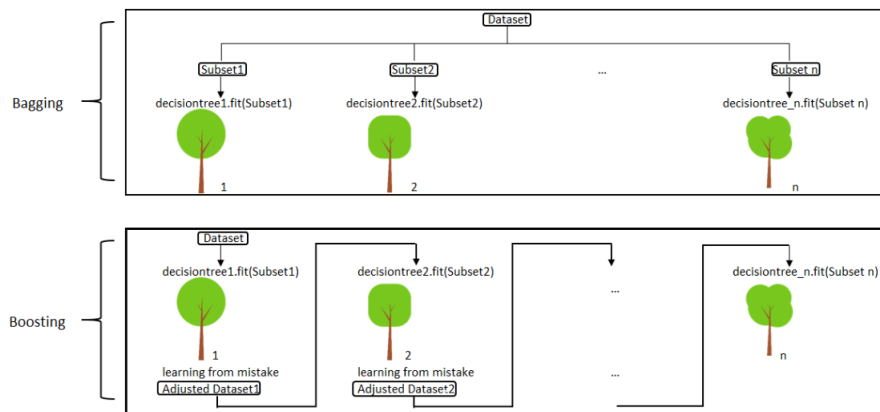 Dataset
Subset1 Subset2 ... Subset n
Bagging
decisiontree1.fit(Subset1) decisiontree2.fit(Subset2) decisiontree_n.fit(Subset n)
1 2 n
Dataset
decisiontree1.fit(Subset1) decisiontree2.fit(Subset2) decisiontree_n.fit(Subset n)
...
Boosting
1 2 n
learning from mistake learning from mistake ...
Adjusted Dataset1 Adjusted Dataset2